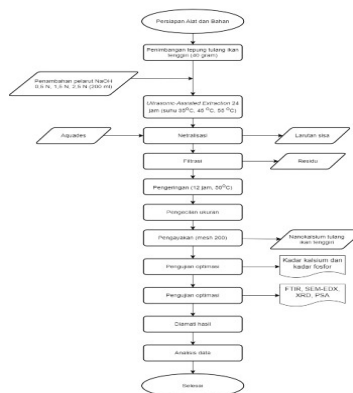 Persiapan Alat dan Bahan
Penimbangan tepung tulang ikan
tenggiri (40 gram)
Penambahan pelarut NaOH
0,5 N, 1,5 N, 2,5 N (200 ml)
Ultrasonic-Assisted Extraction 24
jam (suhu 35°C, 45 °C, 55 °C)
Aquades
Netralisasi
Larutan sisa
Filtrasi
Residu
Pengeringan (12 jam, 50°C)
Pengecilan ukuran
Pengayakan (mesh 200)
Nanokalsium tulang
ikan tenggiri
Pengujian optimasi
Kadar kalsium dan
kadar fosfor
Pengujian optimasi
FTIR, SEM-EDX,
XRD, PSA
Diamati hasil
Analisis data
Selesai